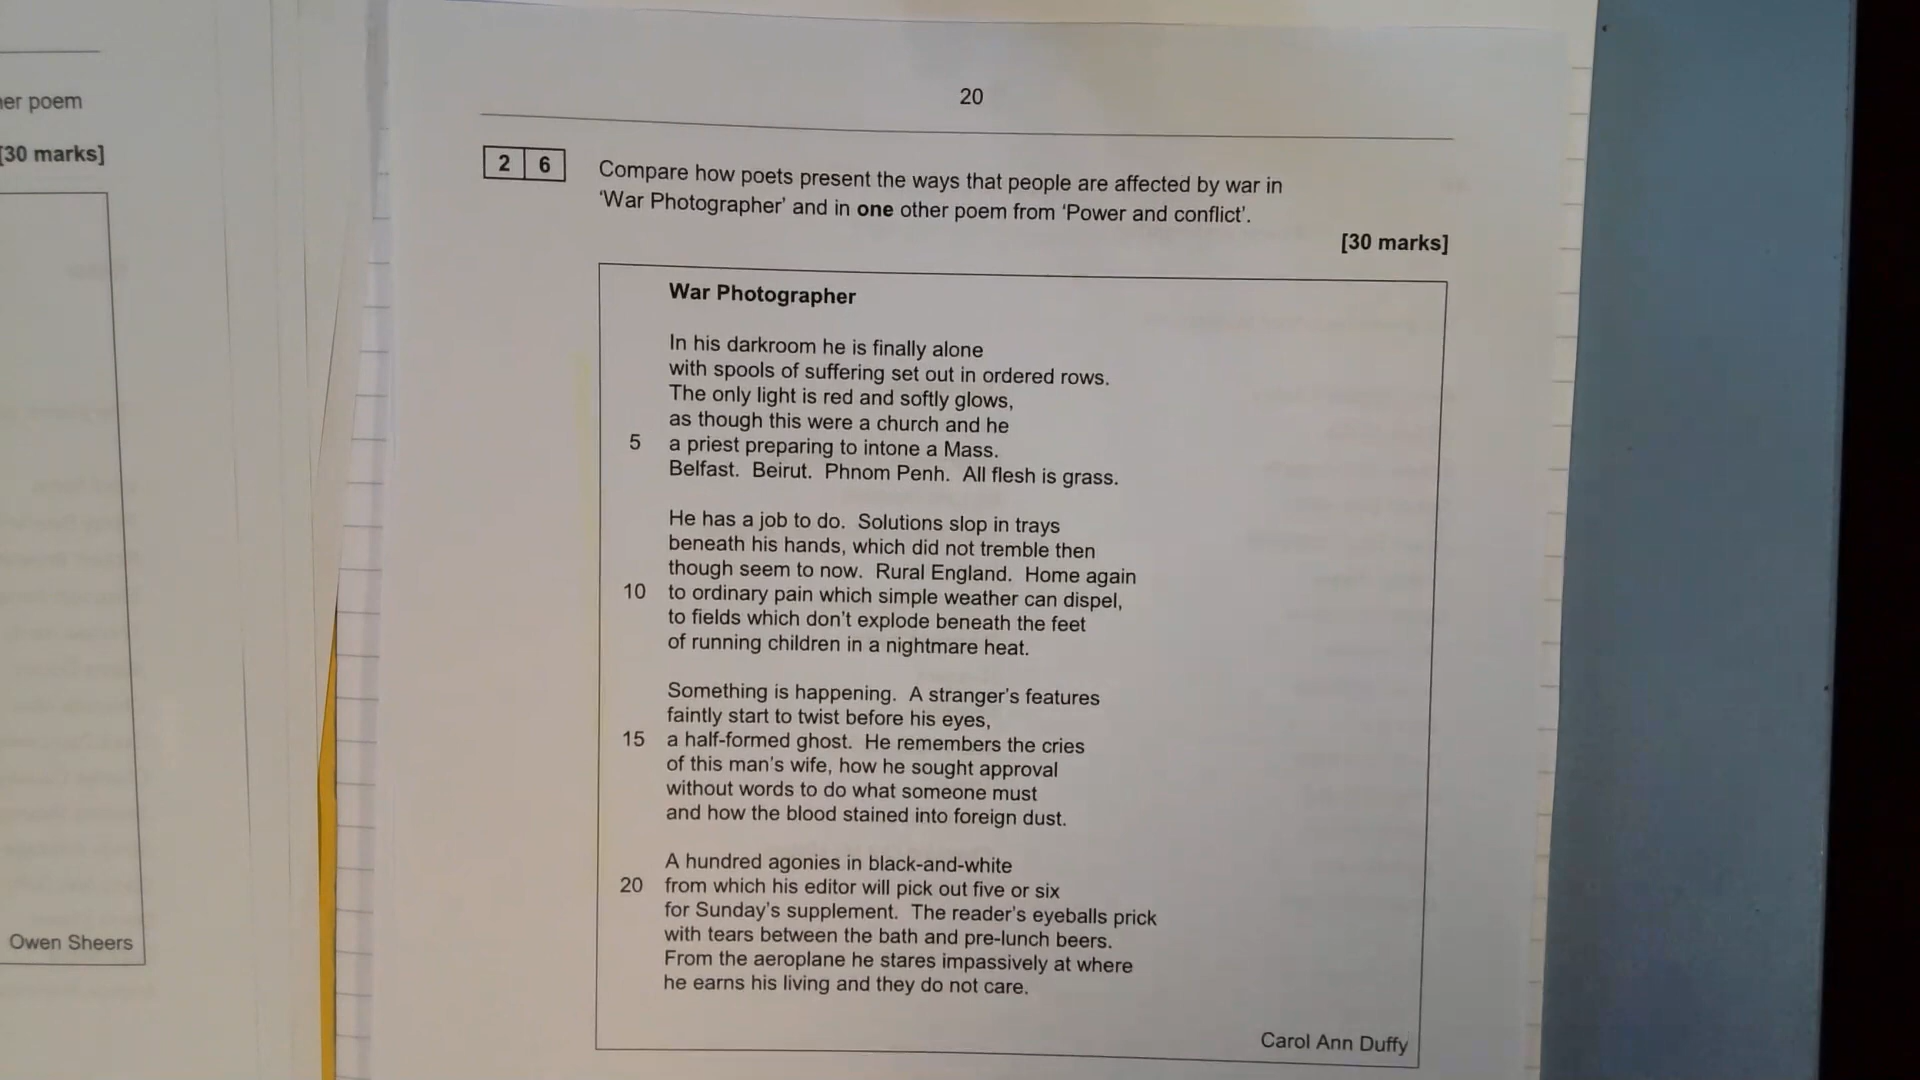 er poem
[30 marks]
Owen Sheers
20
2 6
Compare how poets present the ways that people are affected by war in
‘War Photographer’ and in one other poem from ‘Power and conflict’.
[30 marks]
War Photographer
In his darkroom he is finally alone
with spools of suffering set out in ordered rows.
The only light is red and softly glows,
as though this were a church and he
5 a priest preparing to intone a Mass.
Belfast. Beirut. Phnom Penh. All flesh is grass.
He has a job to do. Solutions slop in trays
beneath his hands, which did not tremble then
though seem to now. Rural England. Home again
10 to ordinary pain which simple weather can dispel,
to fields which don’t explode beneath the feet
of running children in a nightmare heat.
Something is happening. A stranger’s features
faintly start to twist before his eyes,
15 a half-formed ghost. He remembers the cries
of this man’s wife, how he sought approval
without words to do what someone must
and how the blood stained into foreign dust.
A hundred agonies in black-and-white
20 from which his editor will pick out five or six
for Sunday’s supplement. The reader’s eyeballs prick
with tears between the bath and pre-lunch beers.
From the aeroplane he stares impassively at where
he earns his living and they do not care.
Carol Ann Duffy